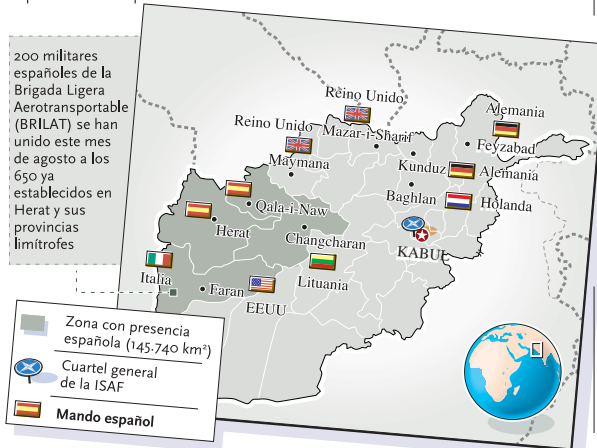 200 militares
españoles de la
Brigada Ligera
Aerotransportable
(BRILAT) se han
unido este mes
de agosto a los
650 ya
establecidos en
Herat y sus
provincias
limítrofes
Reino Unido
Alemania
Reino Unido
Mazar-i-Sharif
Feyzabad
Maymana
Kunduz
Alemania
Baghlan
Holanda
Qala-i-Naw
Herat
Changcharan
KABUL
Italia
Faran
Lituania
EEUU
Zona con presencia
española (145.740 km²)
Cuartel general
de la ISAF
Mando español